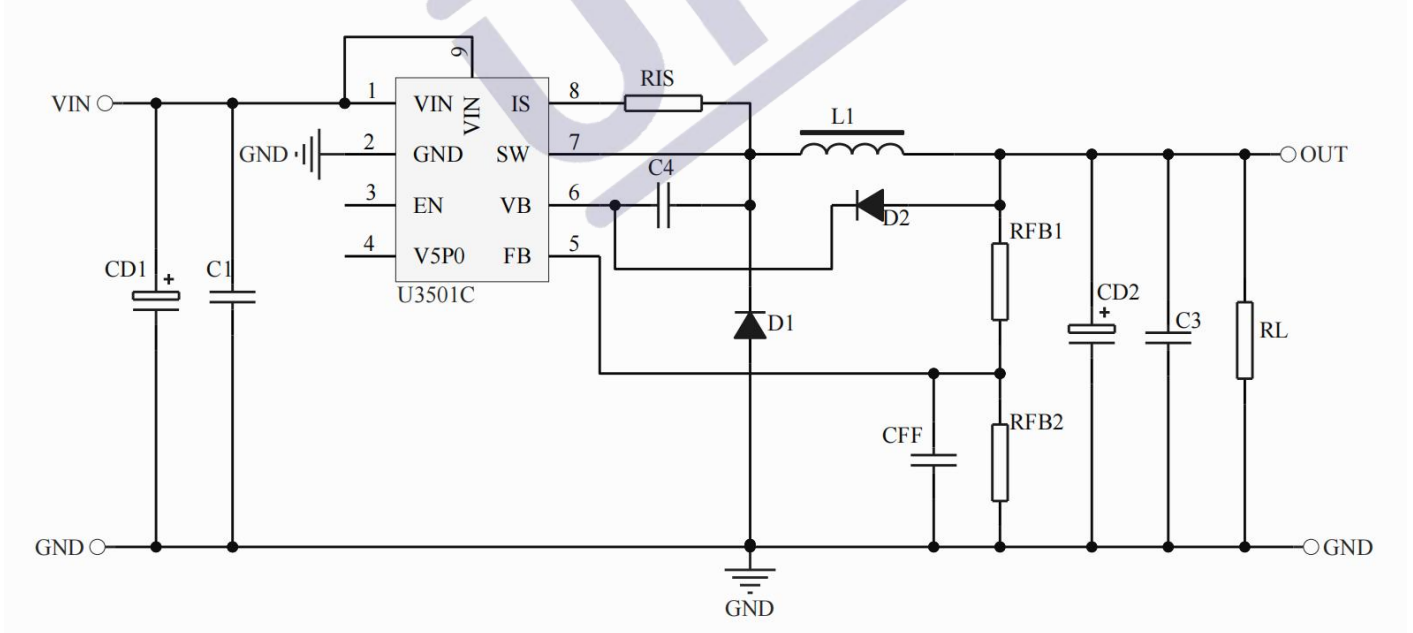 9
VIN
1
VIN
VIN
IS
8
RIS
L1
GND
2
GND
SW
7
OUT
C4
3
EN
VB
6
D2
RFB1
4
V5P0
FB
5
CD1
+
C1
U3501C
D1
CD2
+
C3
RL
CFF
RFB2
GND
GND
GND